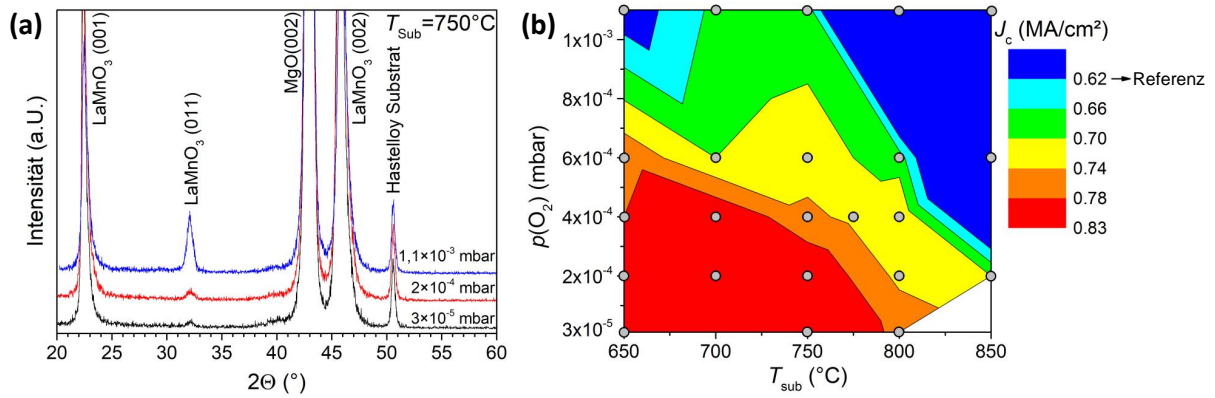 (a)
T_Sub=750°C
LaMnO₃ (001)
LaMnO₃ (011)
MgO(002)
LaMnO₃ (002)
Hastelloy Substrat
1,1×10⁻³ mbar
2×10⁻⁴ mbar
3×10⁻⁵ mbar
Intensität (a.U.)
20 25 30 35 40 45 50 55 60
2Θ (°)
(b)
1x10⁻³
8x10⁻⁴
6x10⁻⁴
4x10⁻⁴
2x10⁻⁴
3x10⁻⁵
p(O₂) (mbar)
650 700 750 800 850
T_sub (°C)
J_c (MA/cm²)
0.62 → Referenz
0.66
0.70
0.74
0.78
0.83